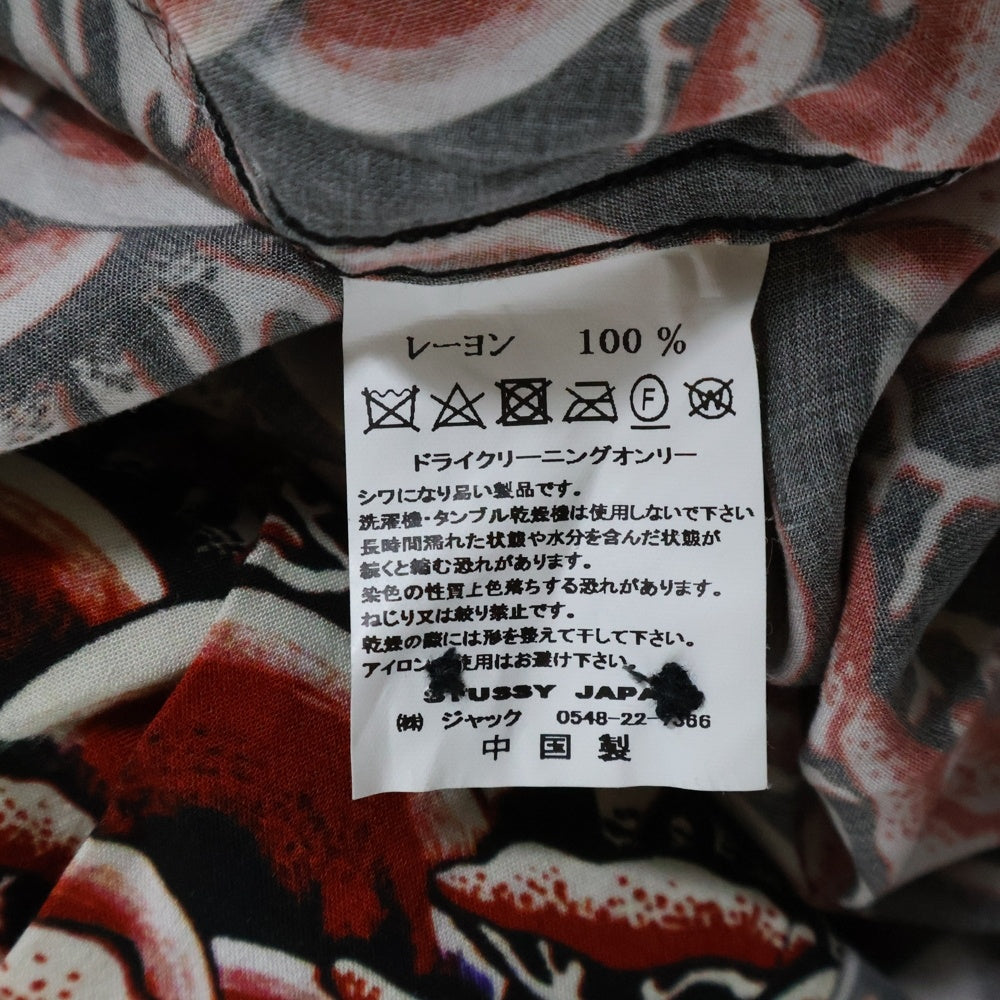 レーヨン 100 %
F W
ドライクリーニングオンリー
シワになり易い製品です。
洗濯機・タンブル乾燥機は使用しないで下さい
長時間濡れた状態や水分を含んだ状態が
続くと縮む恐れがあります。
染色の性質上色落ちする恐れがあります。
ねじり又は絞り禁止です。
乾燥の際には形を整えて干して下さい。
アイロン 使用はお避け下さい。
STUSSY JAPA
㈱ ジャック 0548-22-
中国製